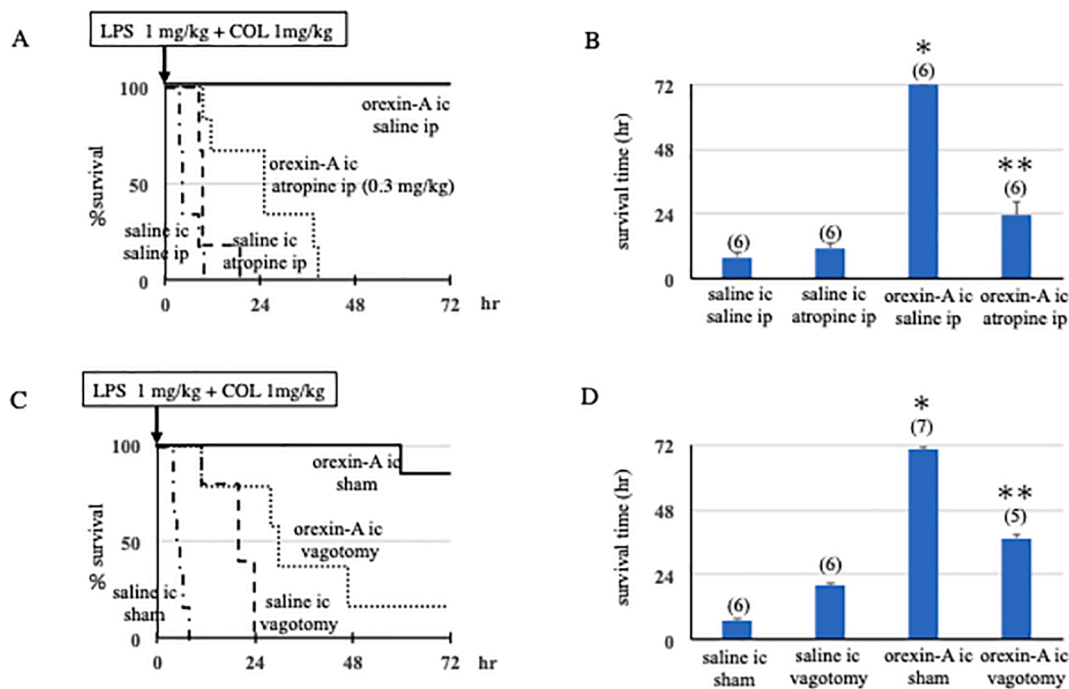 A
LPS 1 mg/kg + COL 1mg/kg
% survival
100
50
0
orexin-A ic
saline ip
orexin-A ic
atropine ip (0.3 mg/kg)
saline ic
saline ip
saline ic
atropine ip
0 24 48 72 hr
B
survival time (hr)
72
48
24
0
(6)
(6)
*
(6)
**
(6)
saline ic
saline ip
saline ic
atropine ip
orexin-A ic
saline ip
orexin-A ic
atropine ip
C
LPS 1 mg/kg + COL 1mg/kg
% survival
100
50
0
orexin-A ic
sham
orexin-A ic
vagotomy
saline ic
sham
saline ic
vagotomy
0 24 48 72 hr
D
survival time (hr)
72
48
24
0
(6)
(6)
*
(7)
**
(5)
saline ic
sham
saline ic
vagotomy
orexin-A ic
sham
orexin-A ic
vagotomy